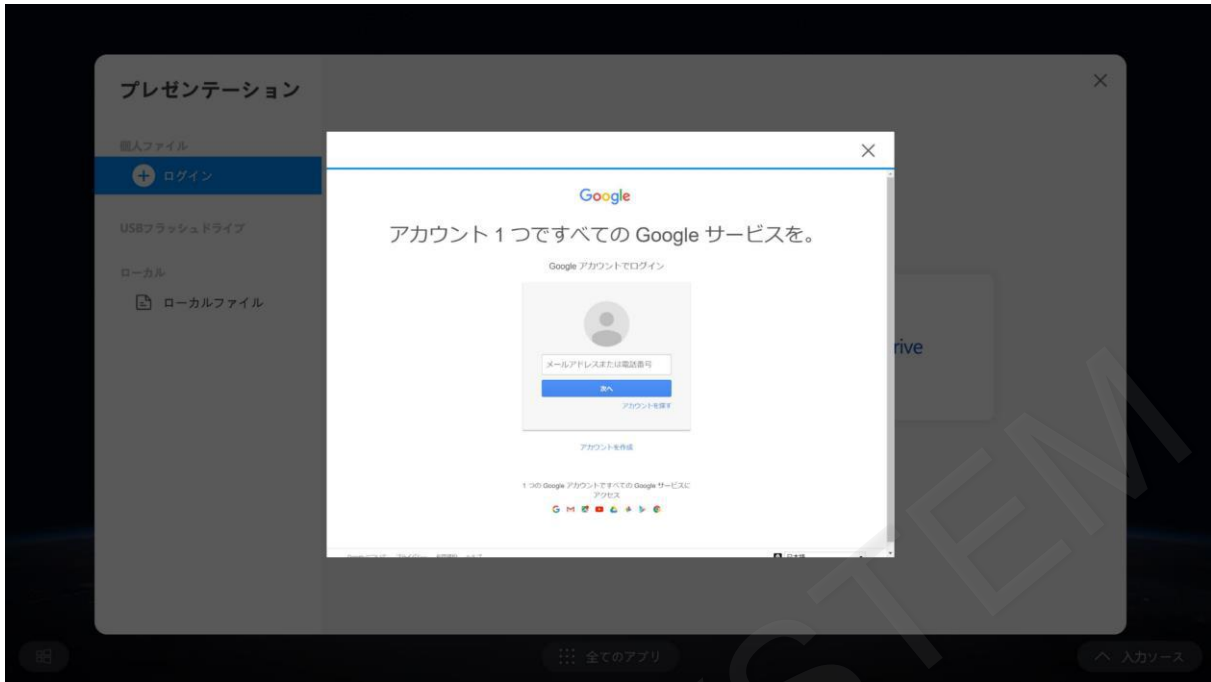 プレゼンテーション
個人ファイル
ログイン
USBフラッシュドライブ
ローカル
ローカルファイル
Google
アカウント 1 つですべての Google サービスを。
Google アカウントでログイン
メールアドレスまたは電話番号
次へ
アカウントを探す
アカウントを作成
1 つの Google アカウントですべての Google サービスに
アクセス
日本語
rive
全てのアプリ
入力ソース
STEM